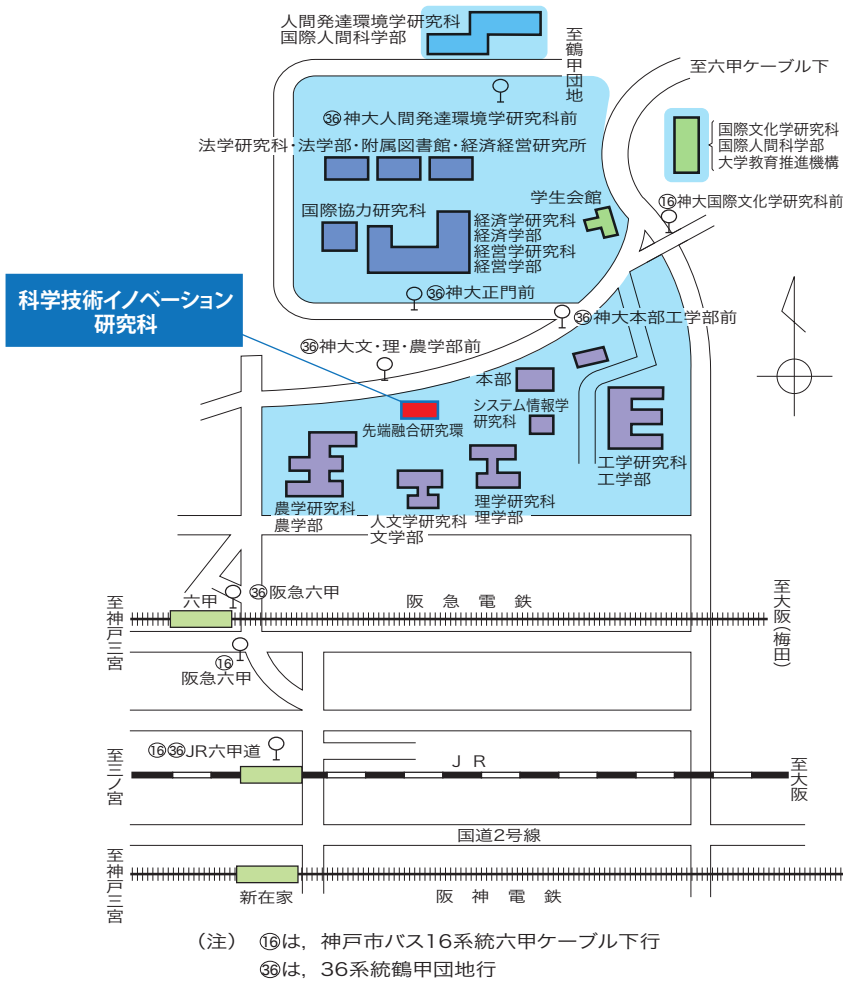 人間発達環境学研究科
国際人間科学部
至鶴甲団地
至六甲ケーブル下
㊱神大人間発達環境学研究科前
国際文化学研究科
国際人間科学部
大学教育推進機構
法学研究科・法学部・附属図書館・経済経営研究所
学生会館
⑯神大国際文化学研究科前
国際協力研究科
経済学研究科
経済学部
経営学研究科
経営学部
科学技術イノベーション
研究科
㊱神大正門前
㊱神大本部工学部前
㊱神大文・理・農学部前
本部
システム情報学
研究科
先端融合研究環
工学研究科
工学部
農学研究科
農学部
人文学研究科
文学部
理学研究科
理学部
㊱阪急六甲
六甲
阪急電鉄
至神戸三宮
至大阪(梅田)
⑯
阪急六甲
⑯㊱JR六甲道
JR
至三ノ宮
至大阪
国道2号線
至神戸三宮
新在家
阪神電鉄
(注) ⑯は,神戸市バス16系統六甲ケーブル下行
㊱は,36系統鶴甲団地行